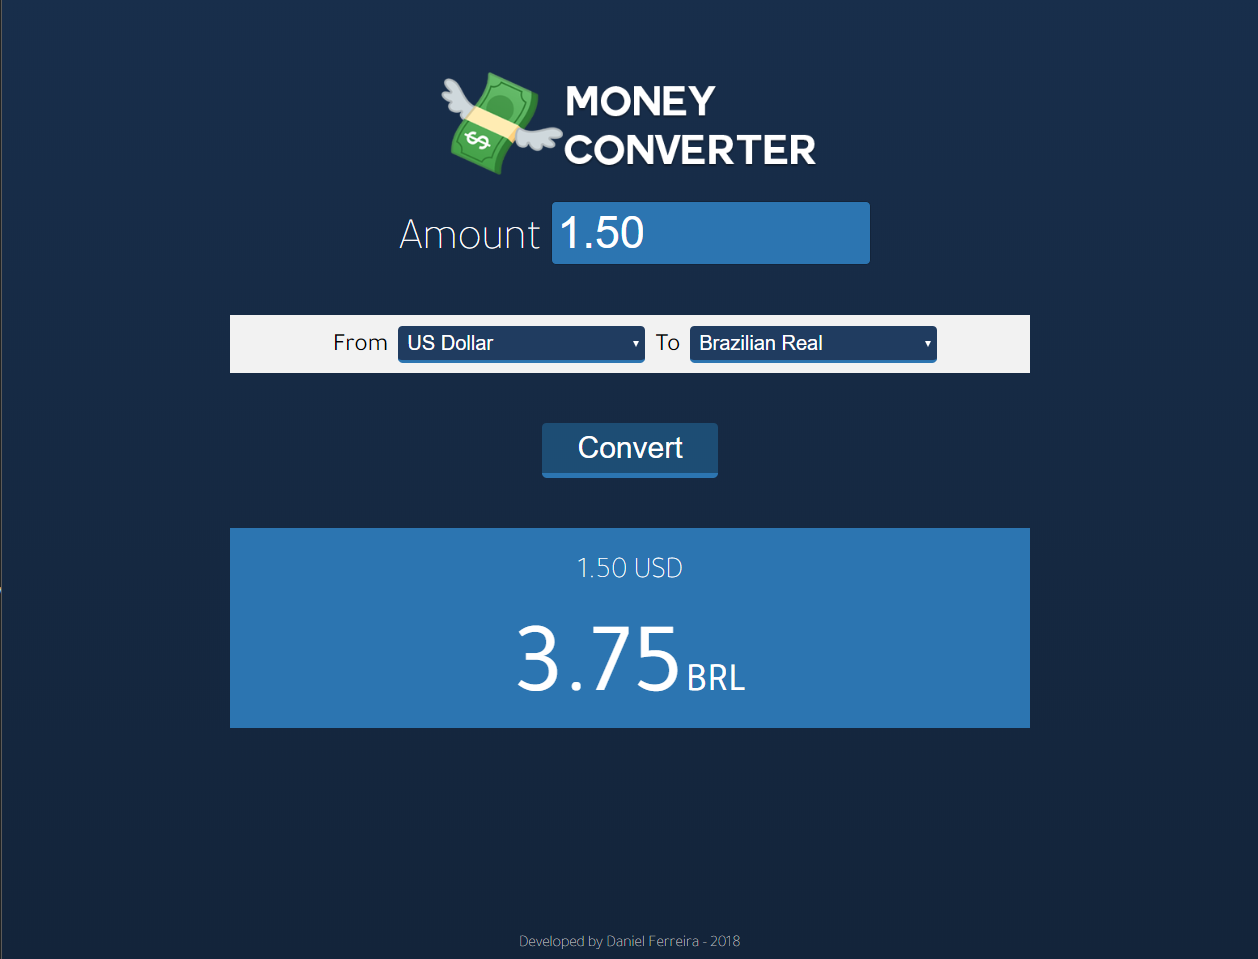 MONEY
CONVERTER
Amount 1.50
From US Dollar To Brazilian Real
Convert
1.50 USD
3.75 BRL
Developed by Daniel Ferreira - 2018